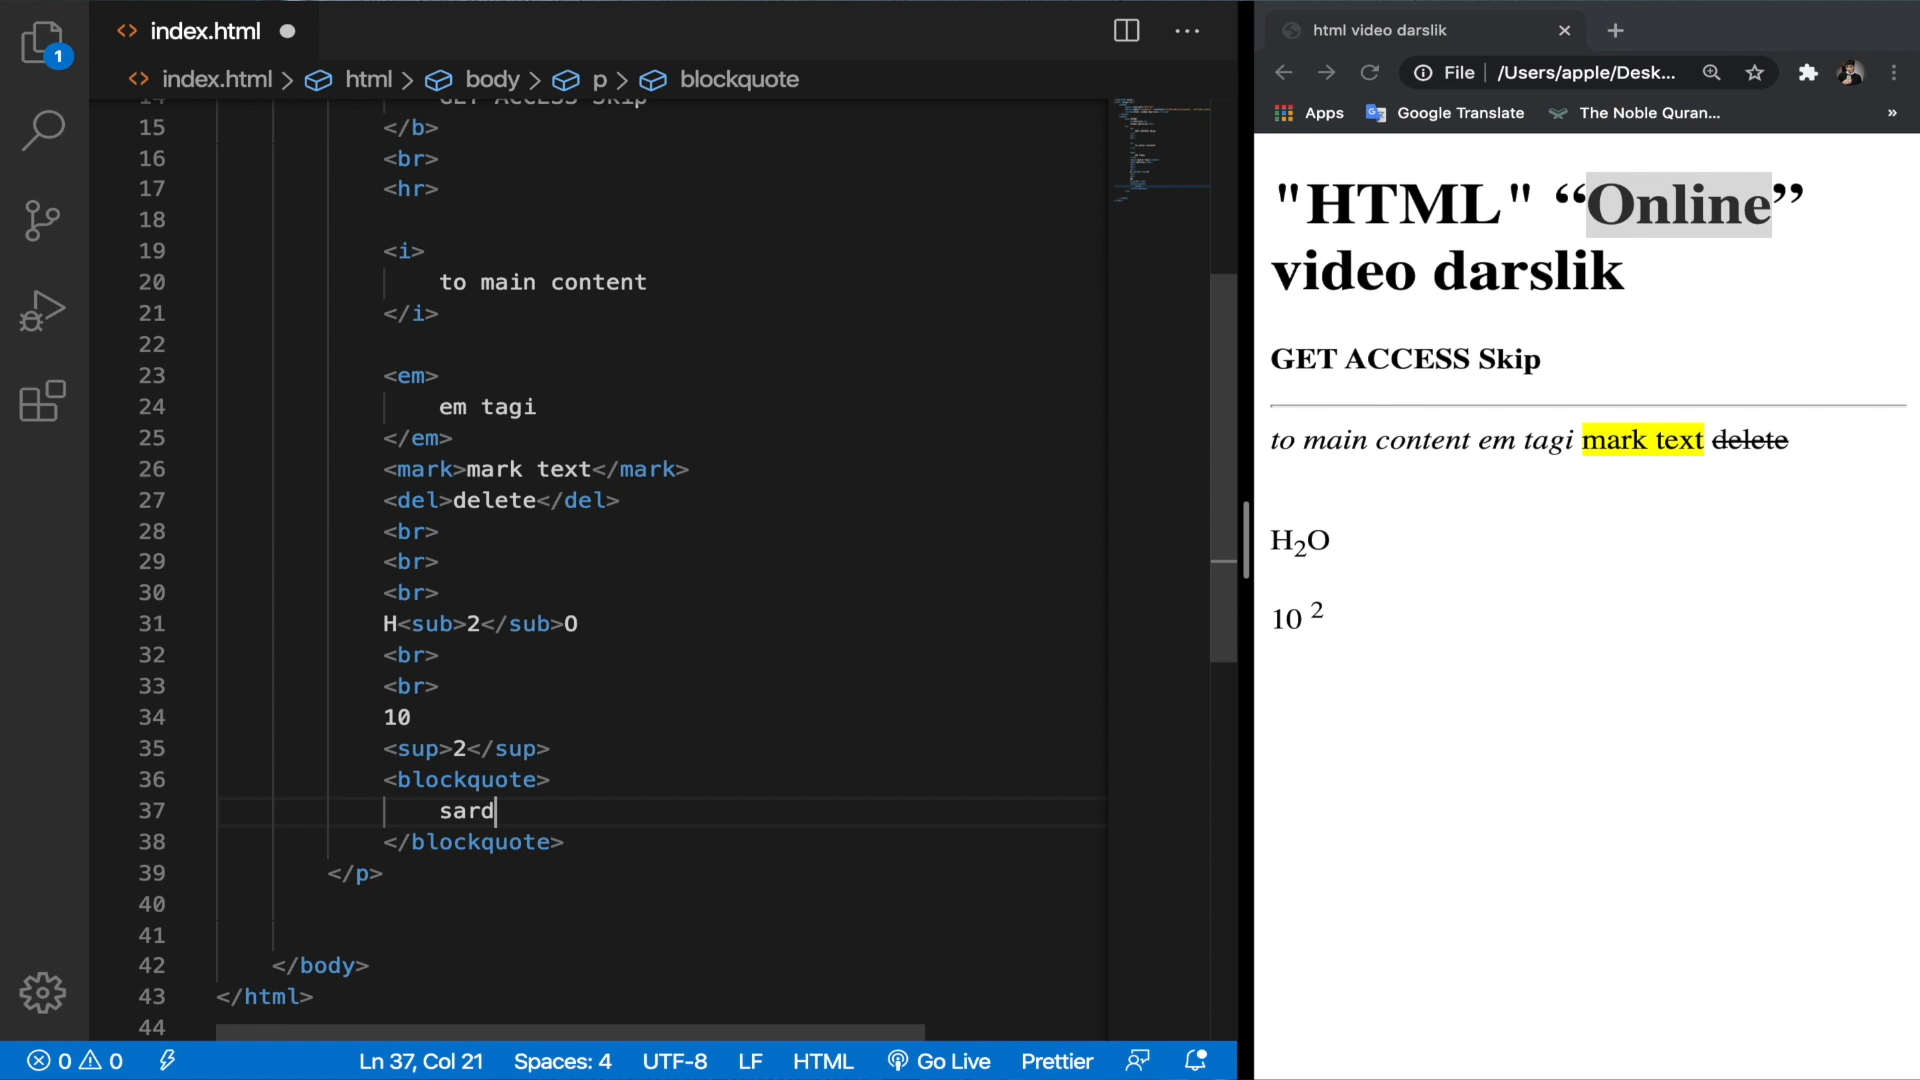 1
<> index.html
<> index.html > html > body > p > blockquote
14 GET ACCESS Skip
15 </b>
16 <br>
17 <hr>
18
19 <i>
20 to main content
21 </i>
22
23 <em>
24 em tagi
25 </em>
26 <mark>mark text</mark>
27 <del>delete</del>
28 <br>
29 <br>
30 <br>
31 H<sub>2</sub>O
32 <br>
33 <br>
34 10
35 <sup>2</sup>
36 <blockquote>
37 sard
38 </blockquote>
39 </p>
40
41
42 </body>
43 </html>
44
0 0 Ln 37, Col 21 Spaces: 4 UTF-8 LF HTML Go Live Prettier
html video darslik
File /Users/apple/Desk...
Apps Google Translate The Noble Quran... »
"HTML" “Online”
video darslik
GET ACCESS Skip
to main content em tagi mark text delete
H2O
10 2